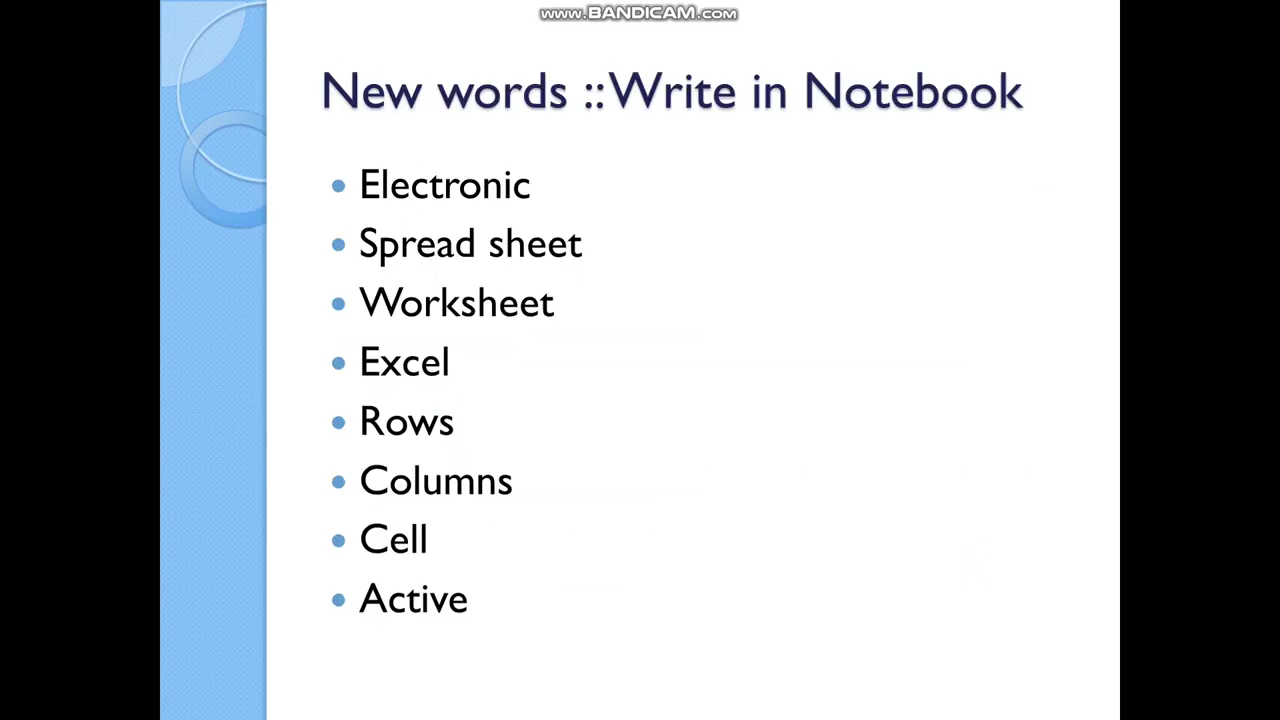 www.BANDICAM.com
New words ::Write in Notebook
Electronic
Spread sheet
Worksheet
Excel
Rows
Columns
Cell
Active